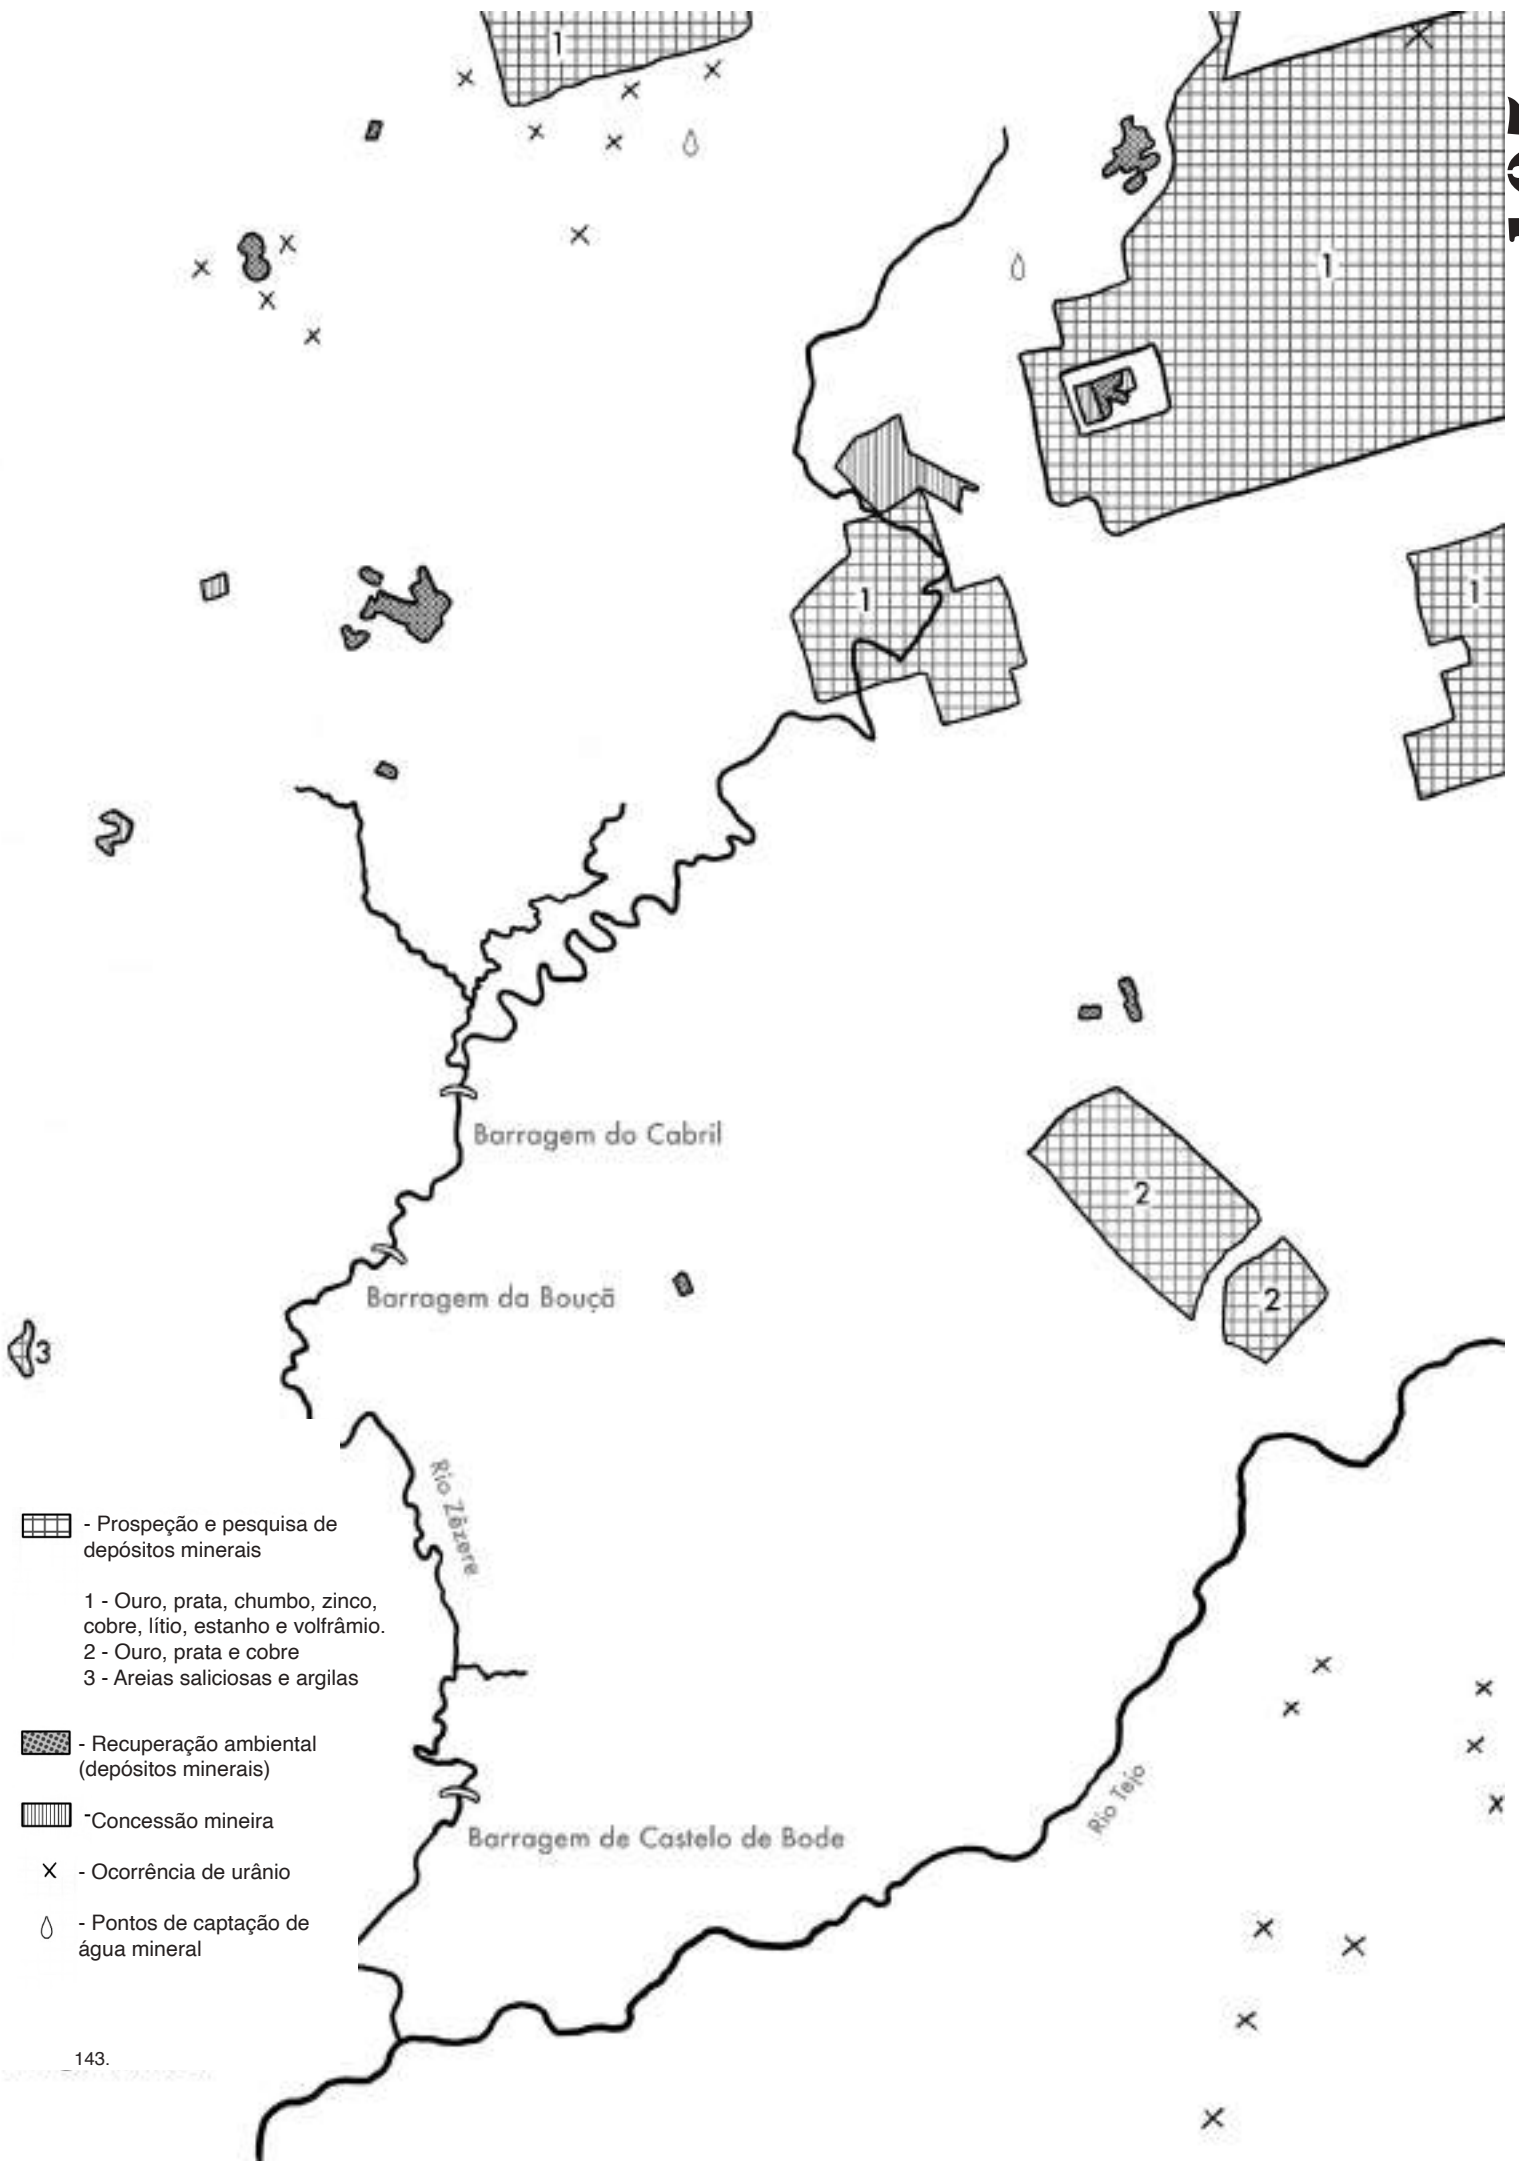 1
1
1
1
Barragem do Cabril
2
Barragem da Bouçã
2
3
Rio Zêzere
- Prospeção e pesquisa de
depósitos minerais
1 - Ouro, prata, chumbo, zinco,
cobre, lítio, estanho e volfrâmio.
2 - Ouro, prata e cobre
3 - Areias saliciosas e argilas
- Recuperação ambiental
(depósitos minerais)
Rio Tejo
-Concessão mineira
Barragem de Castelo de Bode
- Ocorrência de urânio
- Pontos de captação de
água mineral
143.